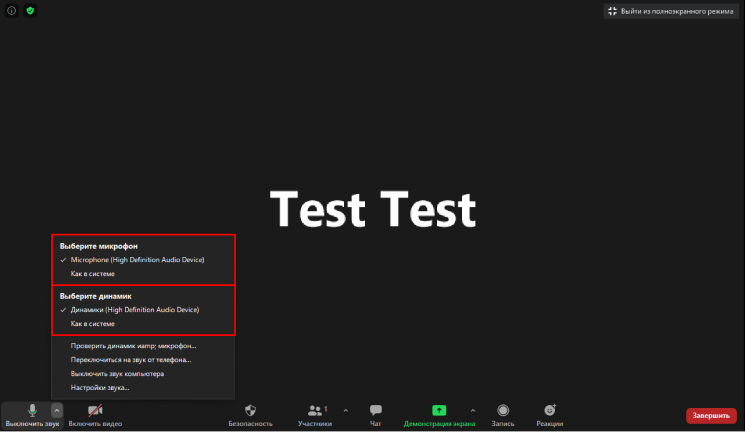 Выйти из полноэкранного режима
Test Test
Выберите микрофон
Microphone (High Definition Audio Device)
Как в системе
Выберите динамик
Динамики (High Definition Audio Device)
Как в системе
Проверить динамик иamp; микрофон...
Переключиться на звук от телефона...
Выключить звук компьютера
Настройки звука...
Выключить звук
Включить видео
Безопасность
1
Участники
Чат
Демонстрация экрана
Запись
Реакции
Завершить